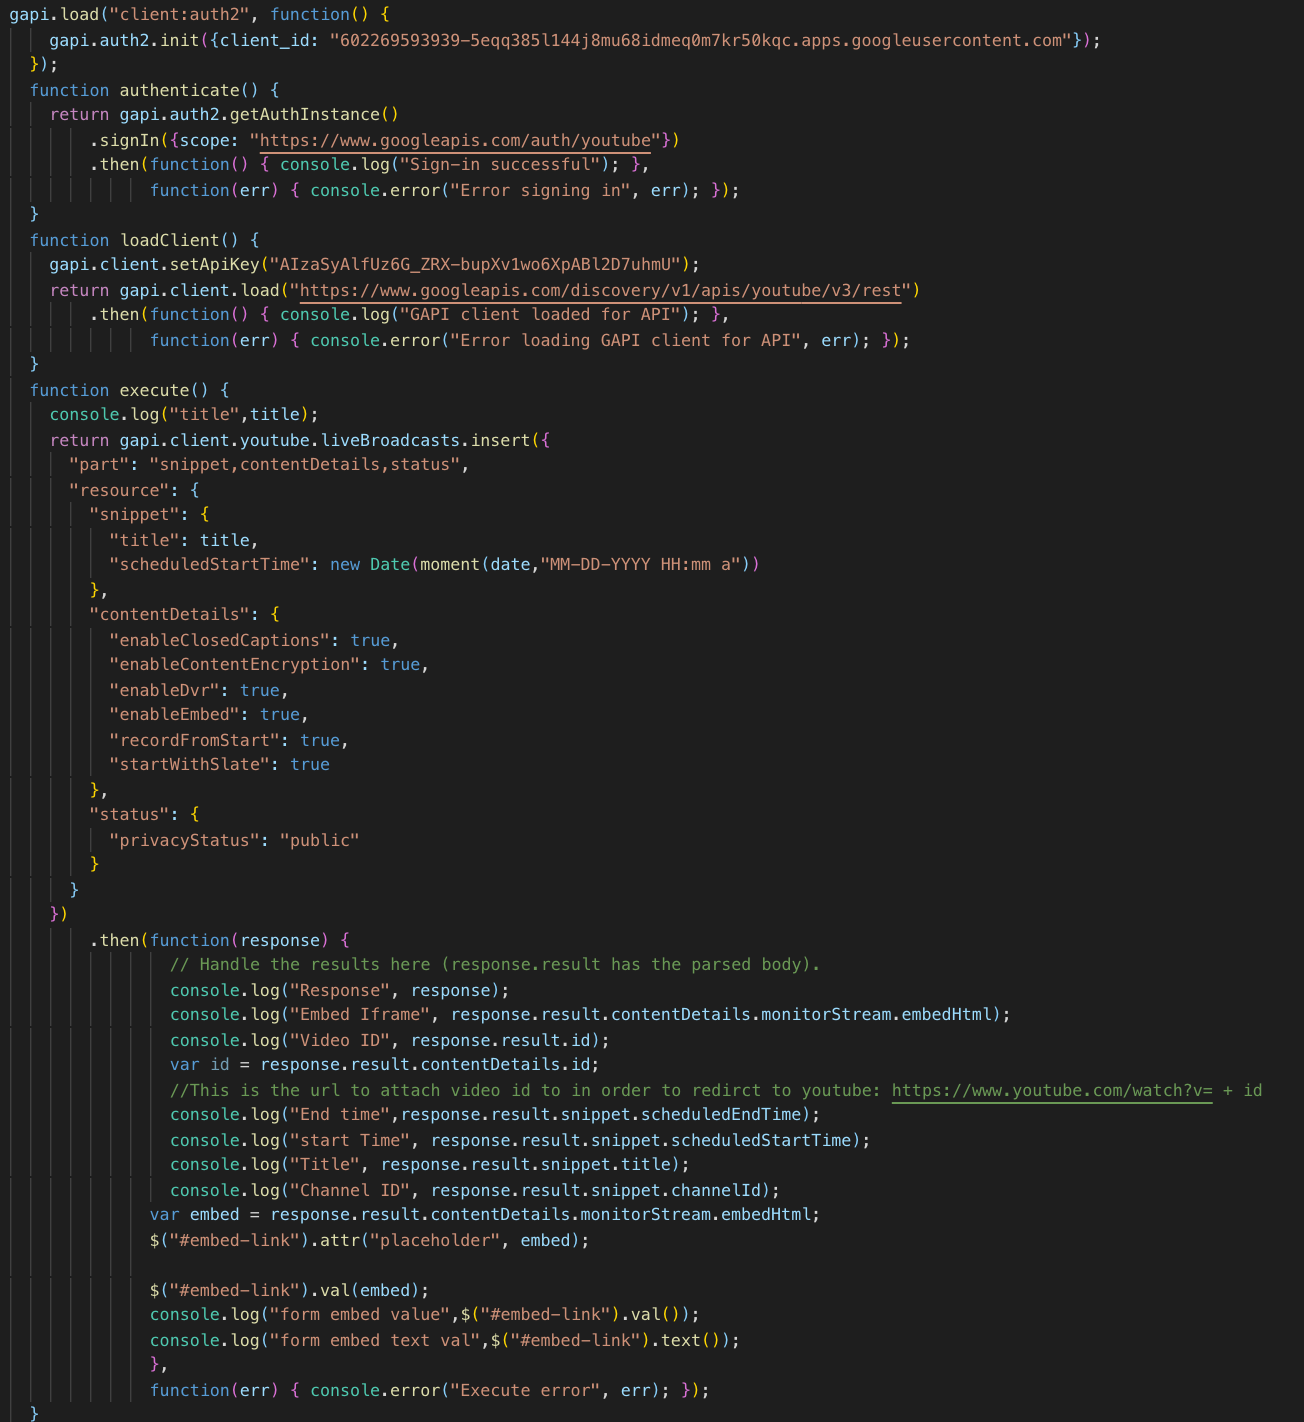 gapi.load("client:auth2", function() {
gapi.auth2.init({client_id: "602269593939-5eqq385l144j8mu68idmeq0m7kr50kqc.apps.googleusercontent.com"});
});
function authenticate() {
return gapi.auth2.getAuthInstance()
.signIn({scope: "https://www.googleapis.com/auth/youtube"})
.then(function() { console.log("Sign-in successful"); },
function(err) { console.error("Error signing in", err); });
}
function loadClient() {
gapi.client.setApiKey("AIzaSyAlfUz6G_ZRX-bupXv1wo6XpABl2D7uhmU");
return gapi.client.load("https://www.googleapis.com/discovery/v1/apis/youtube/v3/rest")
.then(function() { console.log("GAPI client loaded for API"); },
function(err) { console.error("Error loading GAPI client for API", err); });
}
function execute() {
console.log("title",title);
return gapi.client.youtube.liveBroadcasts.insert({
"part": "snippet,contentDetails,status",
"resource": {
"snippet": {
"title": title,
"scheduledStartTime": new Date(moment(date,"MM-DD-YYYY HH:mm a"))
},
"contentDetails": {
"enableClosedCaptions": true,
"enableContentEncryption": true,
"enableDvr": true,
"enableEmbed": true,
"recordFromStart": true,
"startWithSlate": true
},
"status": {
"privacyStatus": "public"
}
}
})
.then(function(response) {
// Handle the results here (response.result has the parsed body).
console.log("Response", response);
console.log("Embed Iframe", response.result.contentDetails.monitorStream.embedHtml);
console.log("Video ID", response.result.id);
var id = response.result.contentDetails.id;
//This is the url to attach video id to in order to redirct to youtube: https://www.youtube.com/watch?v= + id
console.log("End time",response.result.snippet.scheduledEndTime);
console.log("start Time", response.result.snippet.scheduledStartTime);
console.log("Title", response.result.snippet.title);
console.log("Channel ID", response.result.snippet.channelId);
var embed = response.result.contentDetails.monitorStream.embedHtml;
$("#embed-link").attr("placeholder", embed);
$("#embed-link").val(embed);
console.log("form embed value",$("#embed-link").val());
console.log("form embed text val",$("#embed-link").text());
},
function(err) { console.error("Execute error", err); });
}